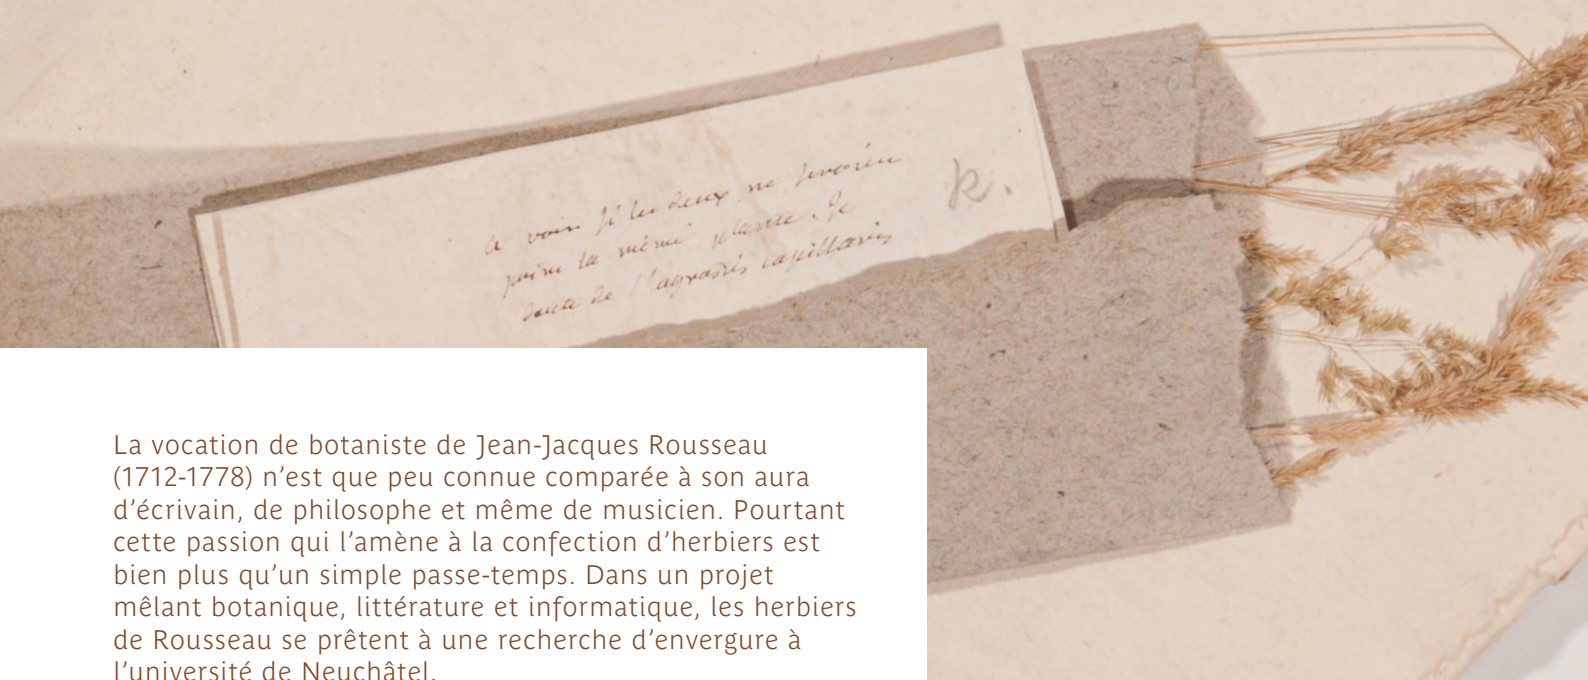 a voir si les deux ne seroien
point la même plante. Je
doute de l'agrostis capillaris
k.
La vocation de botaniste de Jean-Jacques Rousseau
(1712-1778) n’est que peu connue comparée à son aura
d’écrivain, de philosophe et même de musicien. Pourtant
cette passion qui l’amène à la confection d’herbiers est
bien plus qu’un simple passe-temps. Dans un projet
mêlant botanique, littérature et informatique, les herbiers
de Rousseau se prêtent à une recherche d’envergure à
l’université de Neuchâtel.